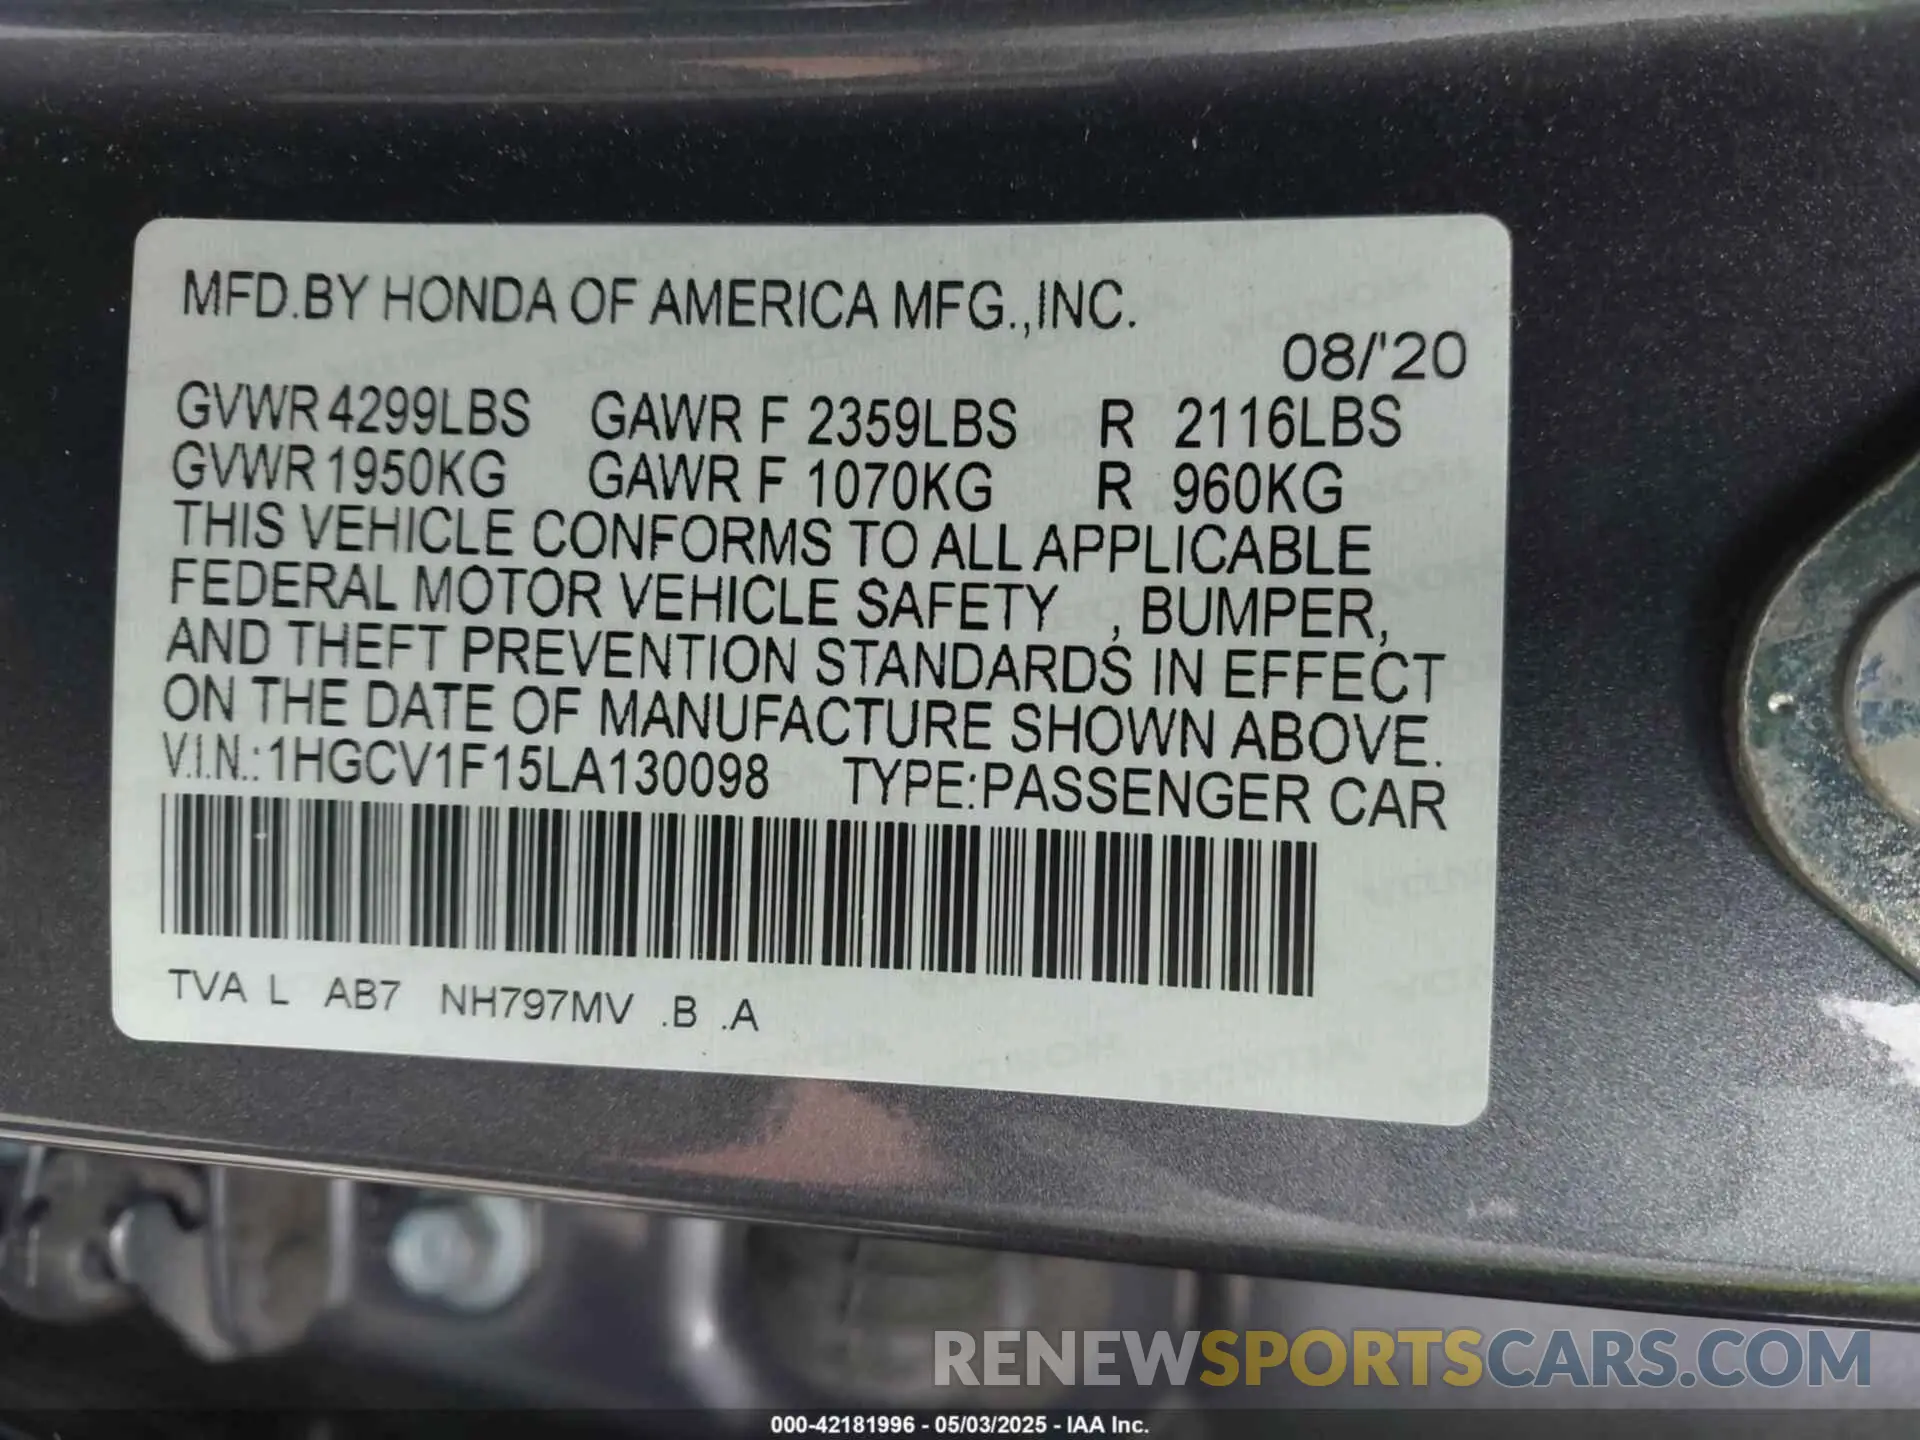 MFD.BY HONDA OF AMERICA MFG.,INC.
08/'20
GVWR 4299LBS GAWR F 2359LBS R 2116LBS
GVWR 1950KG GAWR F 1070KG R 960KG
THIS VEHICLE CONFORMS TO ALL APPLICABLE
FEDERAL MOTOR VEHICLE SAFETY , BUMPER,
AND THEFT PREVENTION STANDARDS IN EFFECT
ON THE DATE OF MANUFACTURE SHOWN ABOVE.
V.I.N.:1HGCV1F15LA130098 TYPE:PASSENGER CAR
TVA L AB7 NH797MV .B .A
RENEWSPORTSCARS.COM
000-42181996 - 05/03/2025 - IAA Inc.